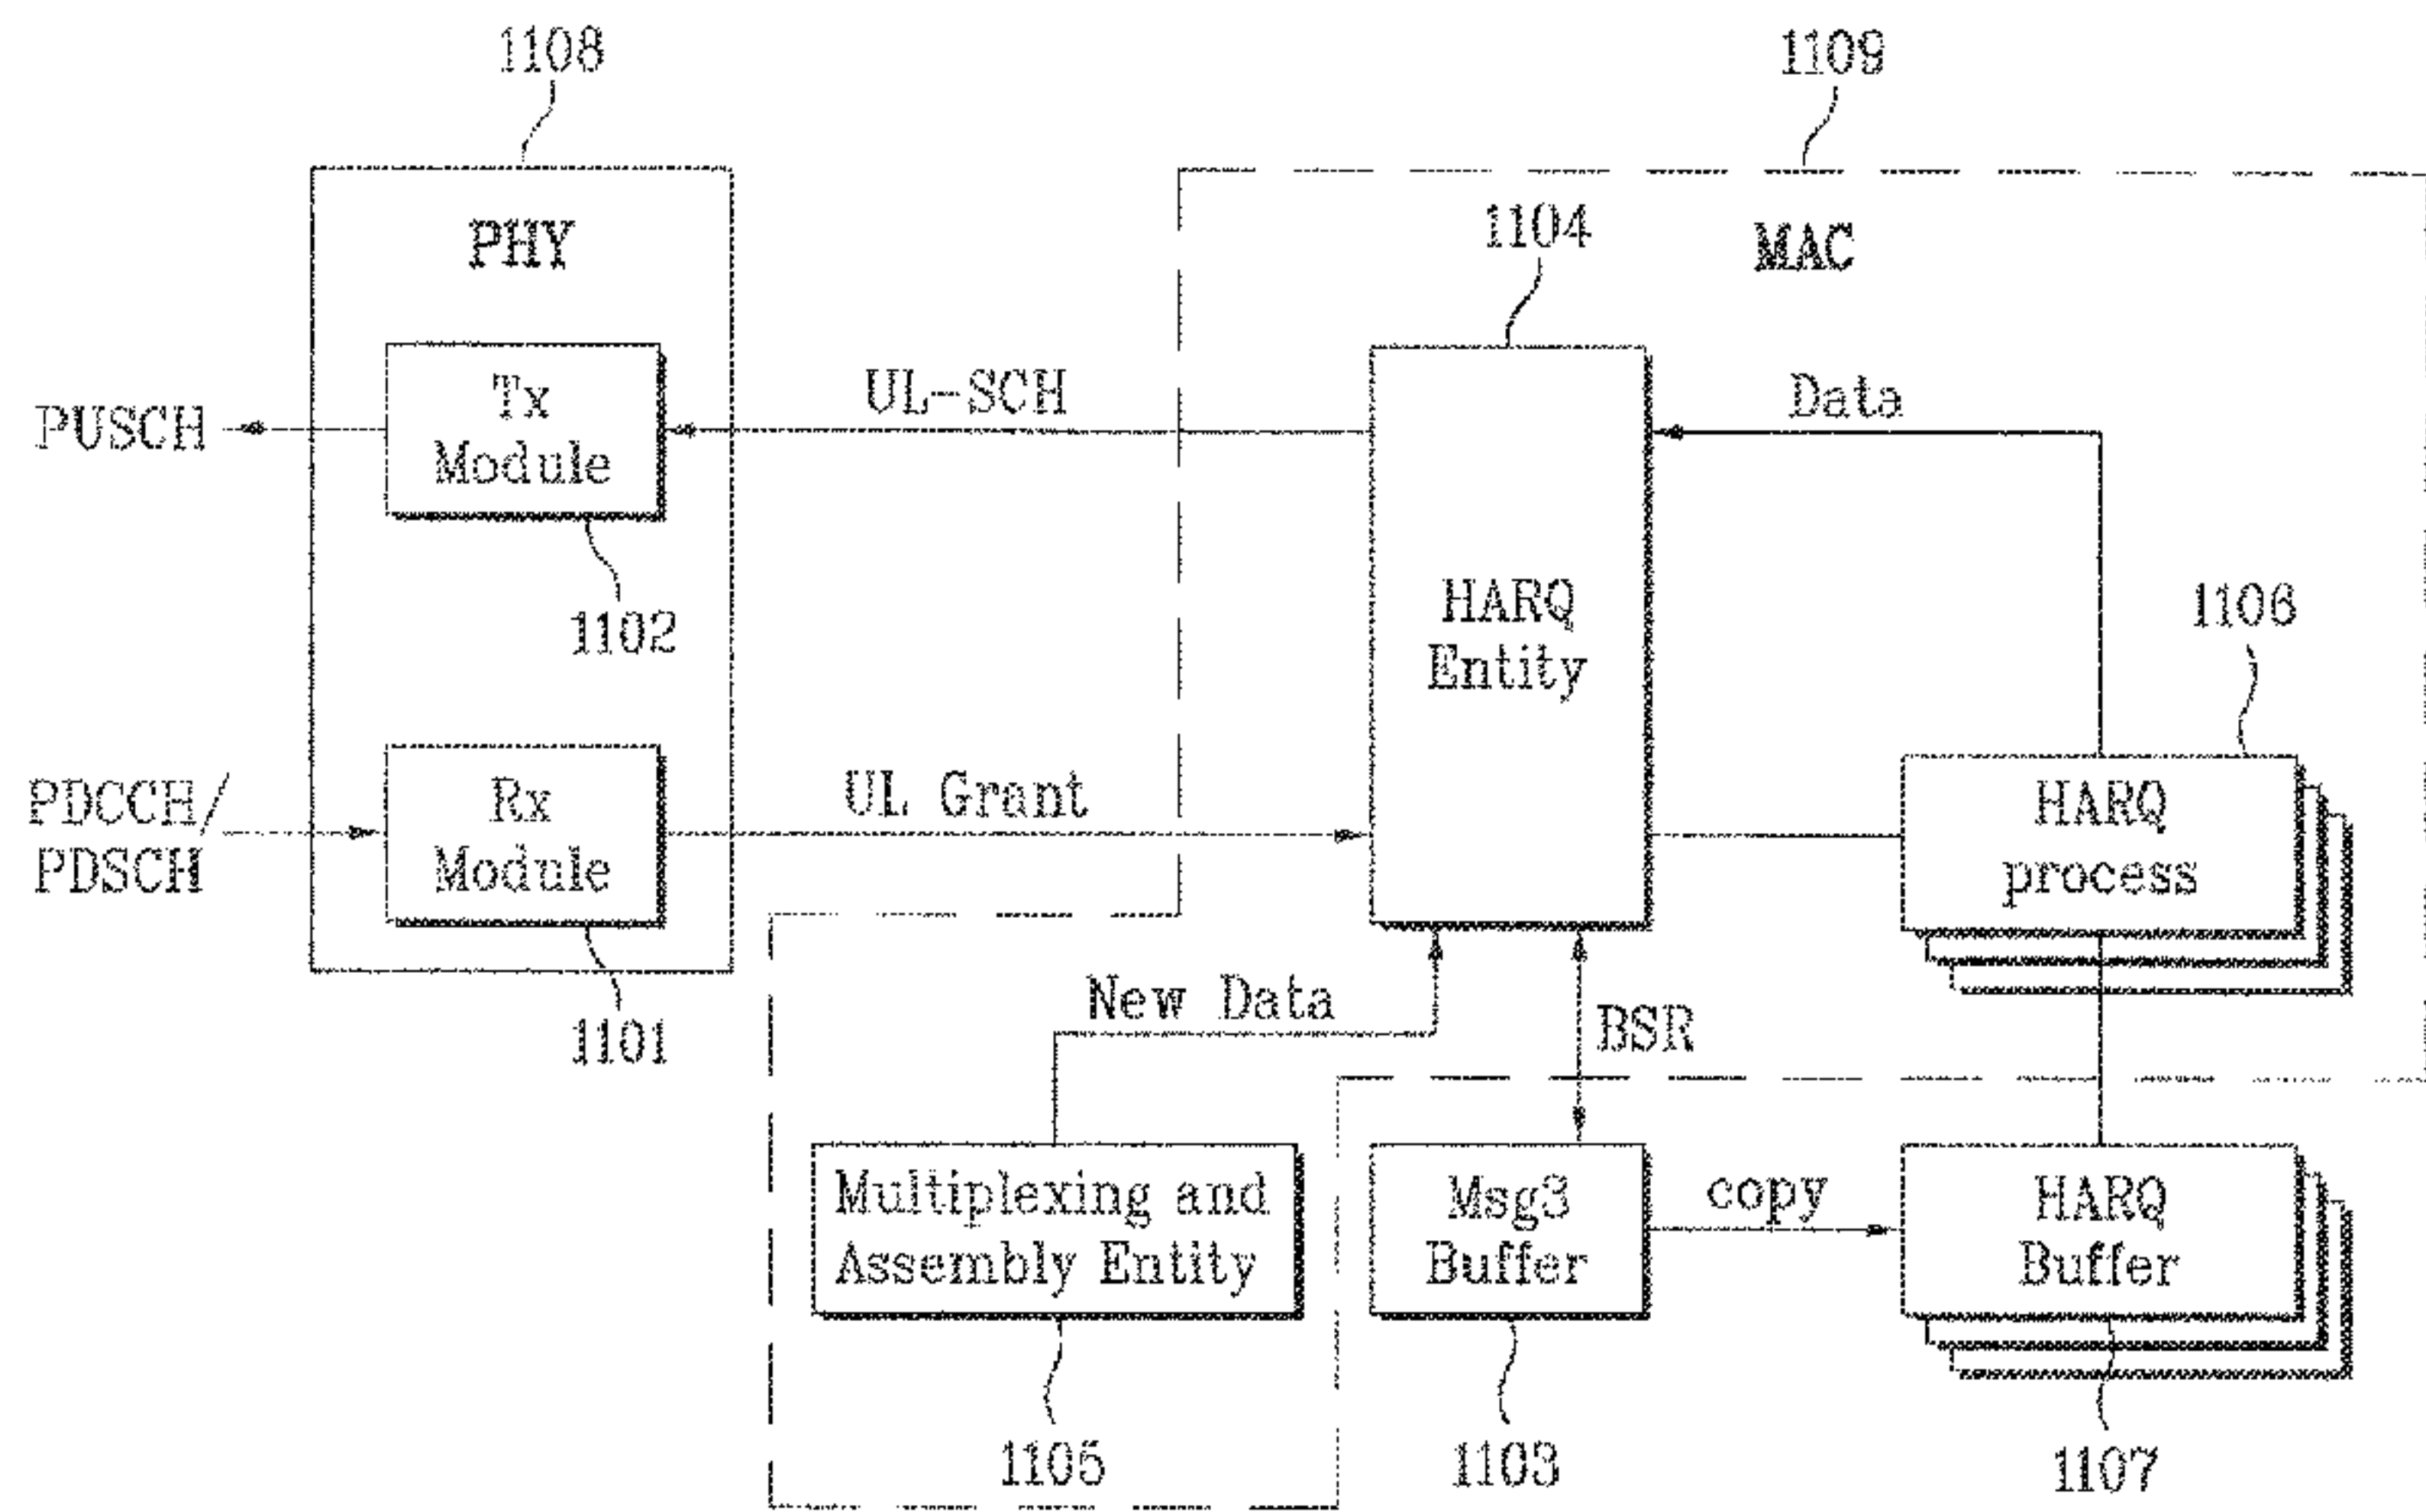 1108
1109
PHY
1104
MAC
PUSCH
Tx
Module
UL-SCH
Data
1102
HARQ
Entity
1106
PDCCH/
PDSCH
Rx
Module
UL Grant
HARQ
process
1101
New Data
BSR
Multiplexing and
Assembly Entity
Msg3
Buffer
copy
HARQ
Buffer
1105
1103
1107